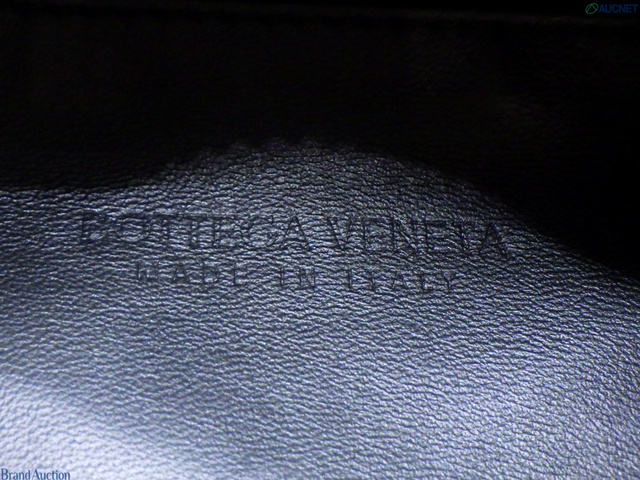 AUCNET
BOTTEGA VENETA
MADE IN ITALY
Brand Auction